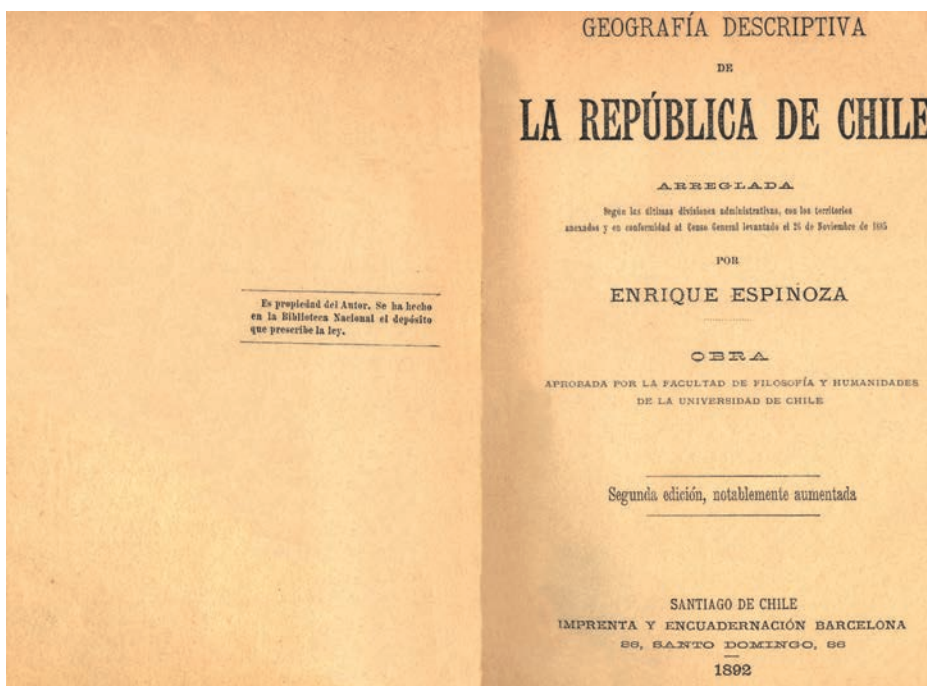 Es propiedad del Autor. Se ha hecho
en la Biblioteca Nacional el depósito
que prescribe la ley.
GEOGRAFÍA DESCRIPTIVA
DE
LA REPÚBLICA DE CHILE
ARREGLADA
Según las últimas divisiones administrativas, con los territorios
anexados y en conformidad al Censo General levantado el 26 de Noviembre de 1885
POR
ENRIQUE ESPINOZA
OBRA
APROBADA POR LA FACULTAD DE FILOSOFÍA Y HUMANIDADES
DE LA UNIVERSIDAD DE CHILE
Segunda edición, notablemente aumentada
SANTIAGO DE CHILE
IMPRENTA Y ENCUADERNACIÓN BARCELONA
86, SANTO DOMINGO, 86
1892